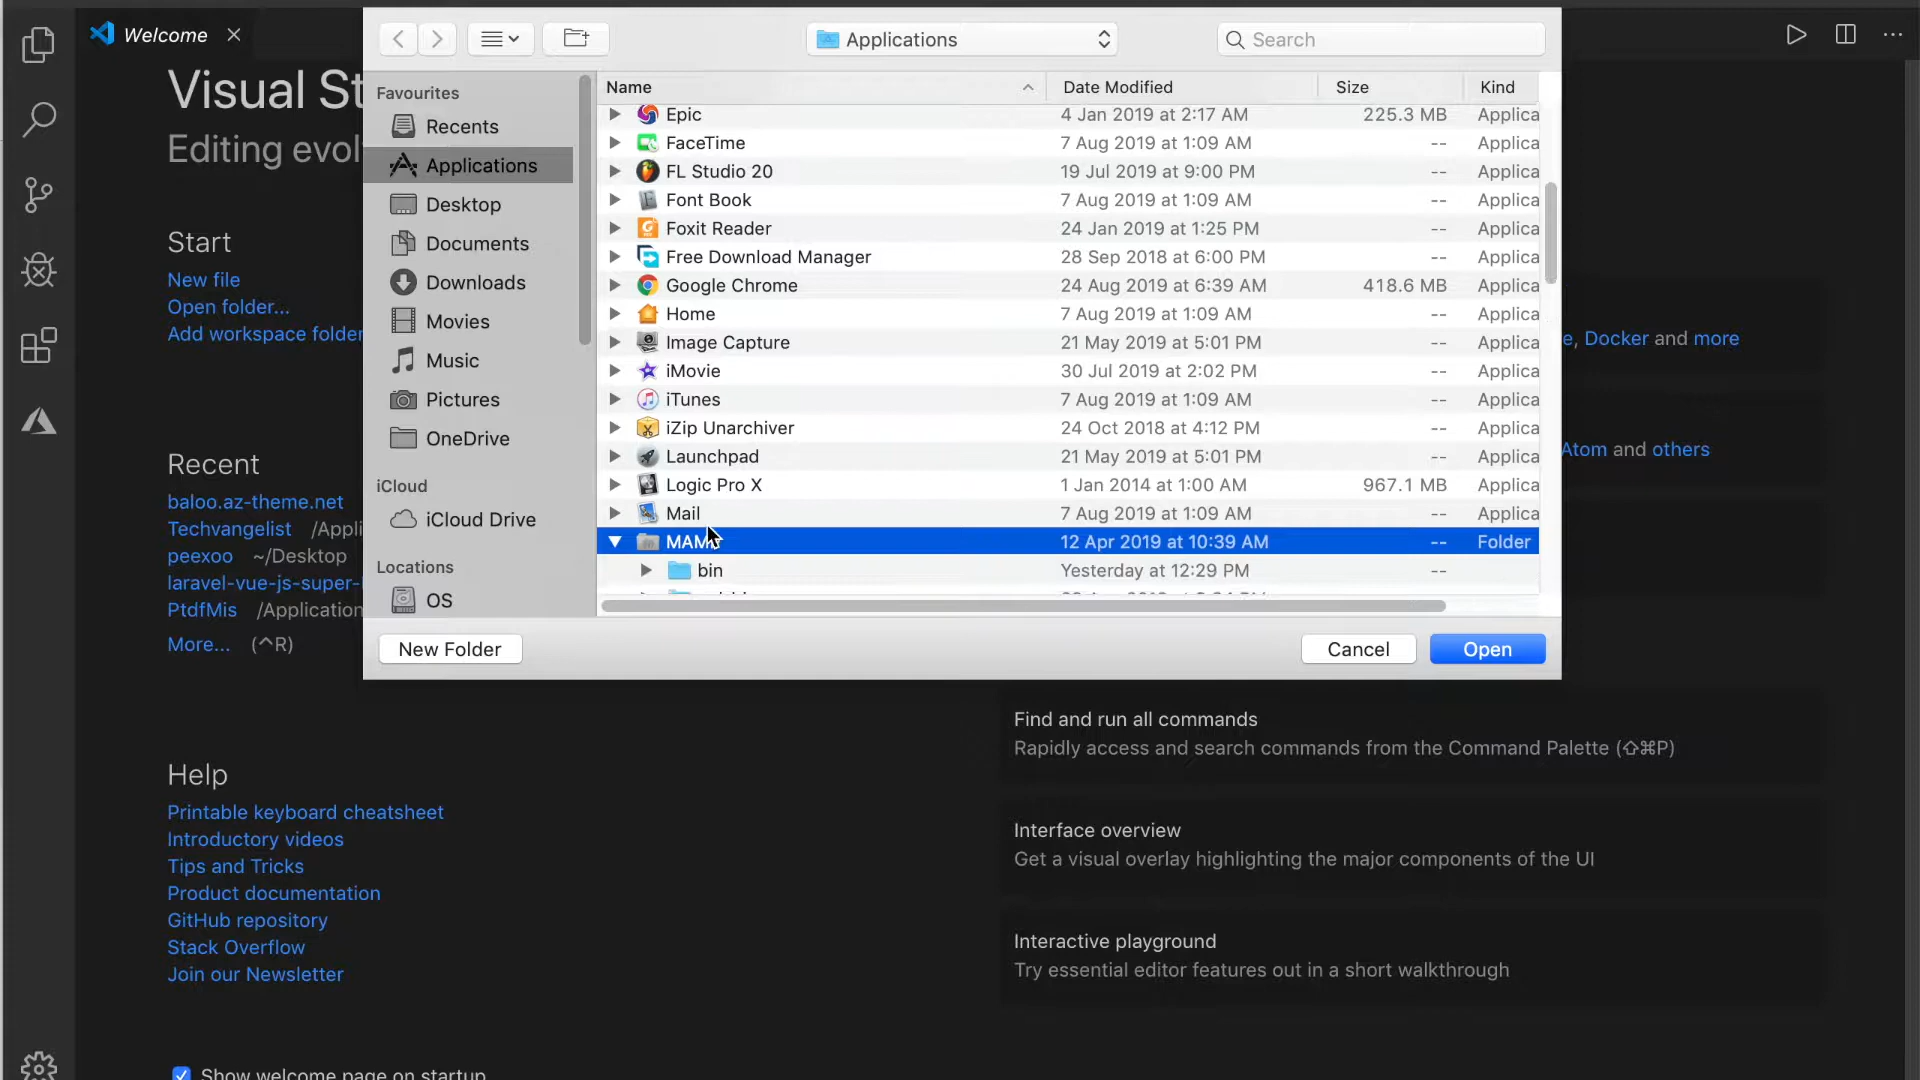 Welcome
Applications
Search
Visual St
Editing evol
Start
New file
Open folder...
Add workspace folder
Recent
baloo.az-theme.net
Techvangelist /Appli
peexoo ~/Desktop
laravel-vue-js-super-
PtdfMis /Application
More... (^R)
Help
Printable keyboard cheatsheet
Introductory videos
Tips and Tricks
Product documentation
GitHub repository
Stack Overflow
Join our Newsletter
Show welcome page on startup
Favourites
Recents
Applications
Desktop
Documents
Downloads
Movies
Music
Pictures
OneDrive
iCloud
iCloud Drive
Locations
OS
Name Date Modified Size Kind
Epic 4 Jan 2019 at 2:17 AM 225.3 MB Applica
FaceTime 7 Aug 2019 at 1:09 AM -- Applica
FL Studio 20 19 Jul 2019 at 9:00 PM -- Applica
Font Book 7 Aug 2019 at 1:09 AM -- Applica
Foxit Reader 24 Jan 2019 at 1:25 PM -- Applica
Free Download Manager 28 Sep 2018 at 6:00 PM -- Applica
Google Chrome 24 Aug 2019 at 6:39 AM 418.6 MB Applica
Home 7 Aug 2019 at 1:09 AM -- Applica
Image Capture 21 May 2019 at 5:01 PM -- Applica
iMovie 30 Jul 2019 at 2:02 PM -- Applica
iTunes 7 Aug 2019 at 1:09 AM -- Applica
iZip Unarchiver 24 Oct 2018 at 4:12 PM -- Applica
Launchpad 21 May 2019 at 5:01 PM -- Applica
Logic Pro X 1 Jan 2014 at 1:00 AM 967.1 MB Applica
Mail 7 Aug 2019 at 1:09 AM -- Applica
MAMP 12 Apr 2019 at 10:39 AM -- Folder
bin Yesterday at 12:29 PM --
New Folder Cancel Open
e, Docker and more
Atom and others
Find and run all commands
Rapidly access and search commands from the Command Palette (⇧⌘P)
Interface overview
Get a visual overlay highlighting the major components of the UI
Interactive playground
Try essential editor features out in a short walkthrough